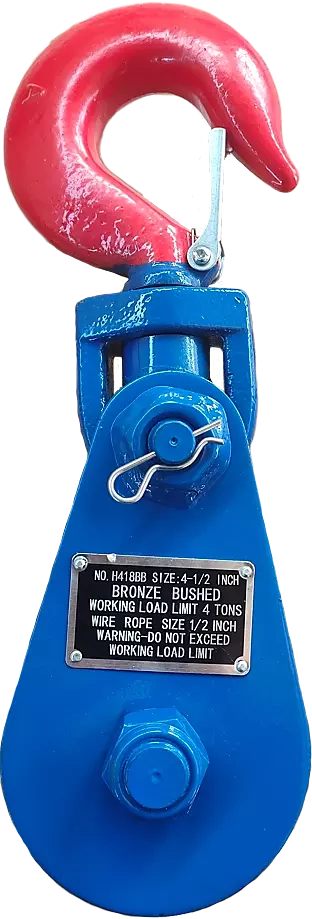 NO. H418BB SIZE:4-1/2 INCH
BRONZE BUSHED
WORKING LOAD LIMIT 4 TONS
WIRE ROPE SIZE 1/2 INCH
WARNING-DO NOT EXCEED
WORKING LOAD LIMIT